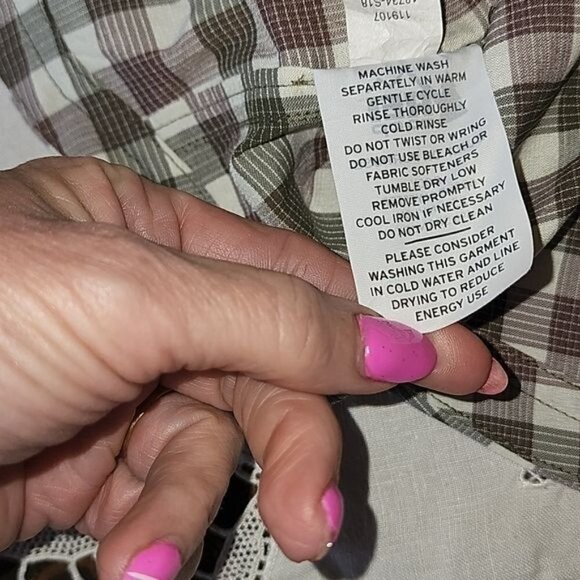 119107
MACHINE WASH
SEPARATELY IN WARM
GENTLE CYCLE
RINSE THOROUGHLY
COLD RINSE
DO NOT TWIST OR WRING
DO NOT USE BLEACH OR
FABRIC SOFTENERS
TUMBLE DRY LOW
REMOVE PROMPTLY
COOL IRON IF NECESSARY
DO NOT DRY CLEAN
PLEASE CONSIDER
WASHING THIS GARMENT
IN COLD WATER AND LINE
DRYING TO REDUCE
ENERGY USE